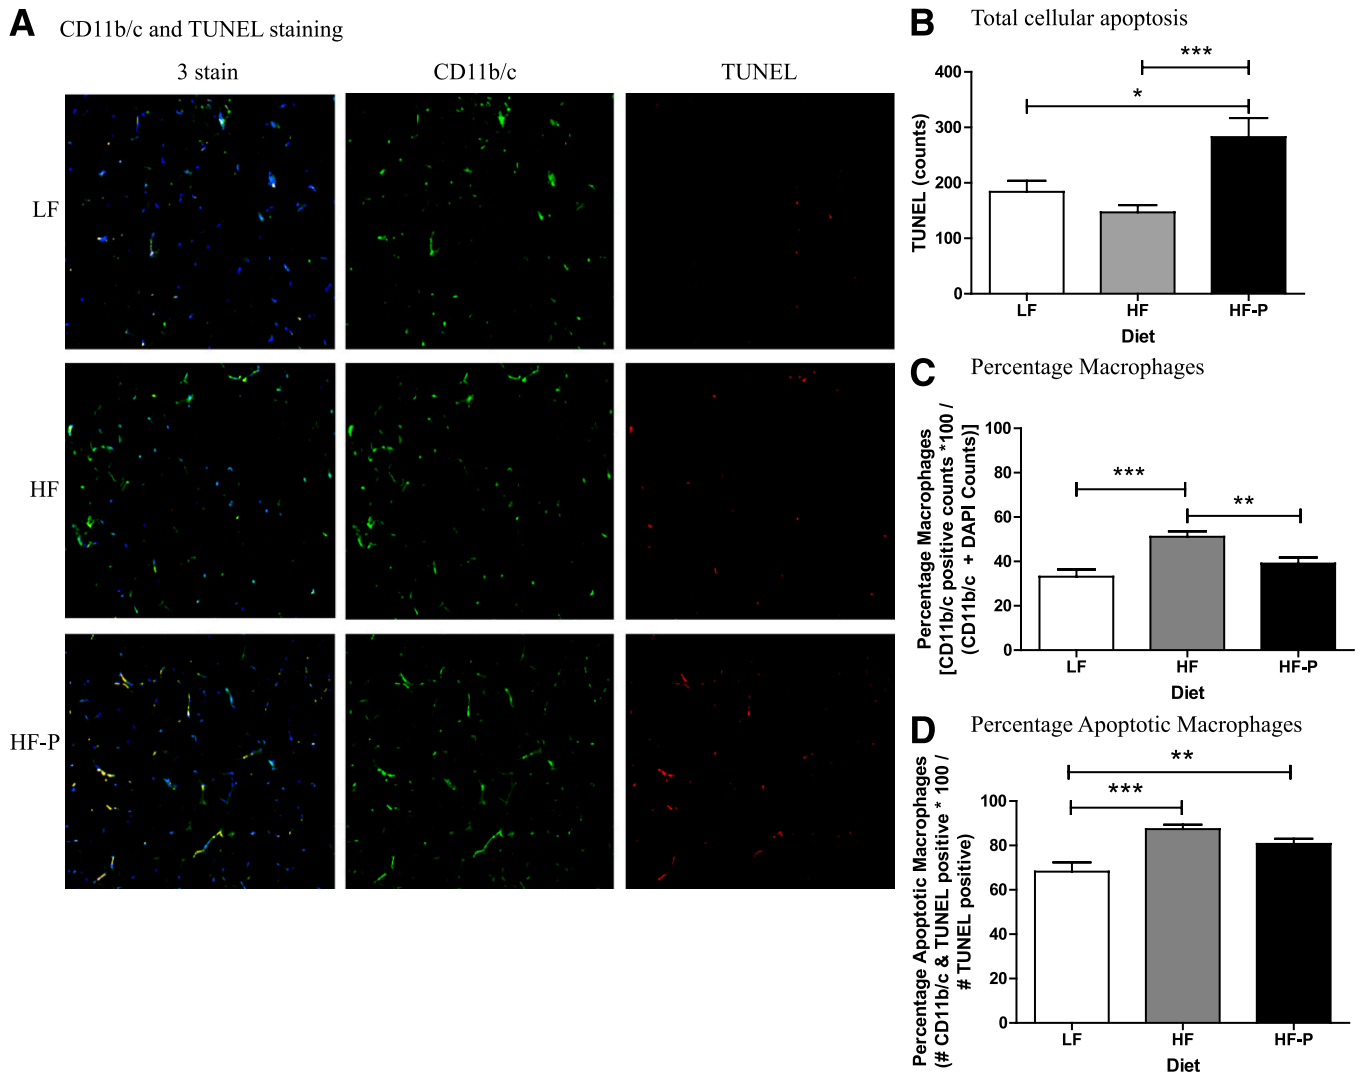 A CD11b/c and TUNEL staining
3 stain CD11b/c TUNEL
LF
HF
HF-P
B Total cellular apoptosis
***
*
400
300
200
100
0
TUNEL (counts)
LF HF HF-P
Diet
C Percentage Macrophages
Percentage Macrophages
[CD11b/c positive counts *100 /
(CD11b/c + DAPI Counts)]
100
80
60
40
20
0
***
**
LF HF HF-P
Diet
D Percentage Apoptotic Macrophages
Percentage Apoptotic Macrophages
(# CD11b/c & TUNEL positive * 100 /
# TUNEL positive)
**
***
100
80
60
40
20
0
LF HF HF-P
Diet